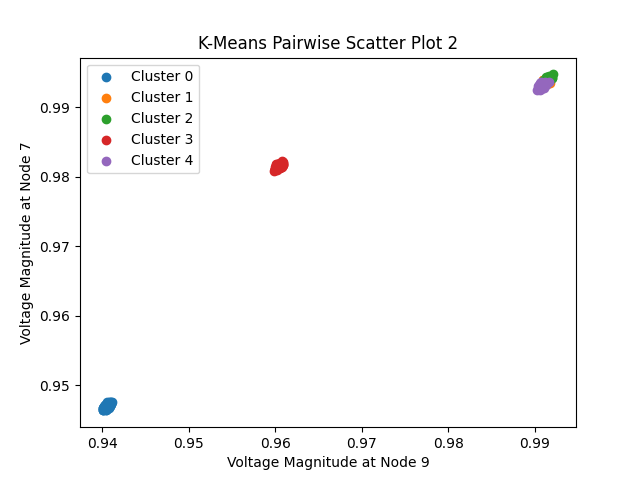 K-Means Pairwise Scatter Plot 2
Cluster 0
Cluster 1
Cluster 2
Cluster 3
Cluster 4
Voltage Magnitude at Node 7
0.99
0.98
0.97
0.96
0.95
0.94 0.95 0.96 0.97 0.98 0.99
Voltage Magnitude at Node 9